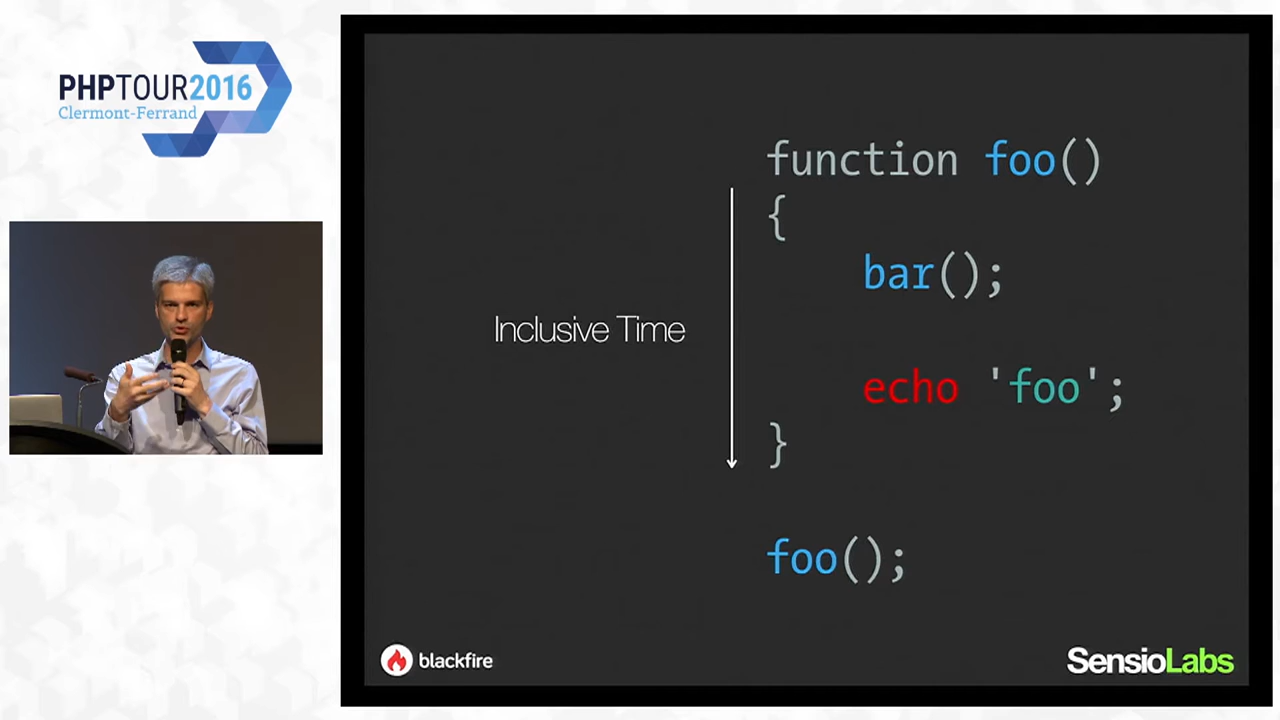 PHPTOUR2016
Clermont-Ferrand
function foo()
{
bar();
Inclusive Time
echo 'foo';
}
foo();
blackfire
SensioLabs